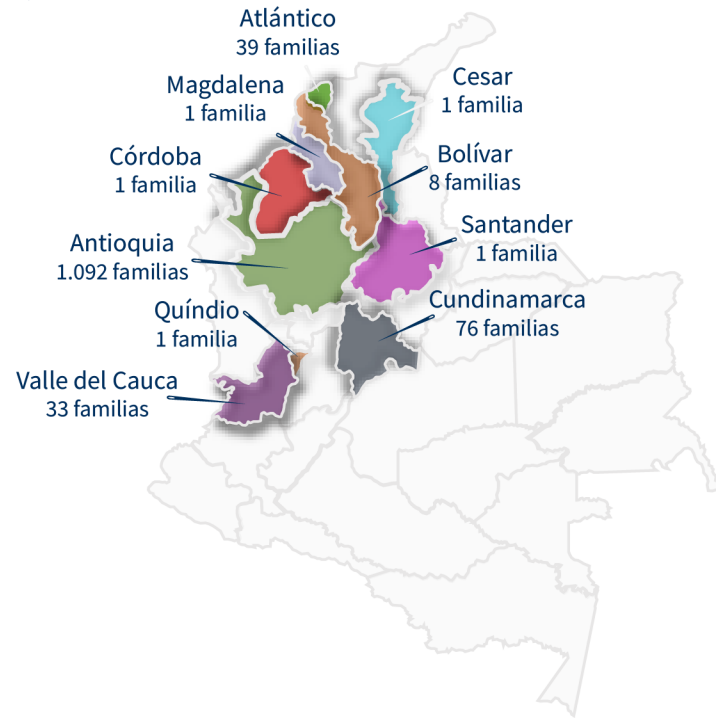 Atlántico
39 familias
Magdalena
1 familia
Cesar
1 familia
Córdoba
1 familia
Bolívar
8 familias
Antioquia
1.092 familias
Santander
1 familia
Quíndio
1 familia
Cundinamarca
76 familias
Valle del Cauca
33 familias